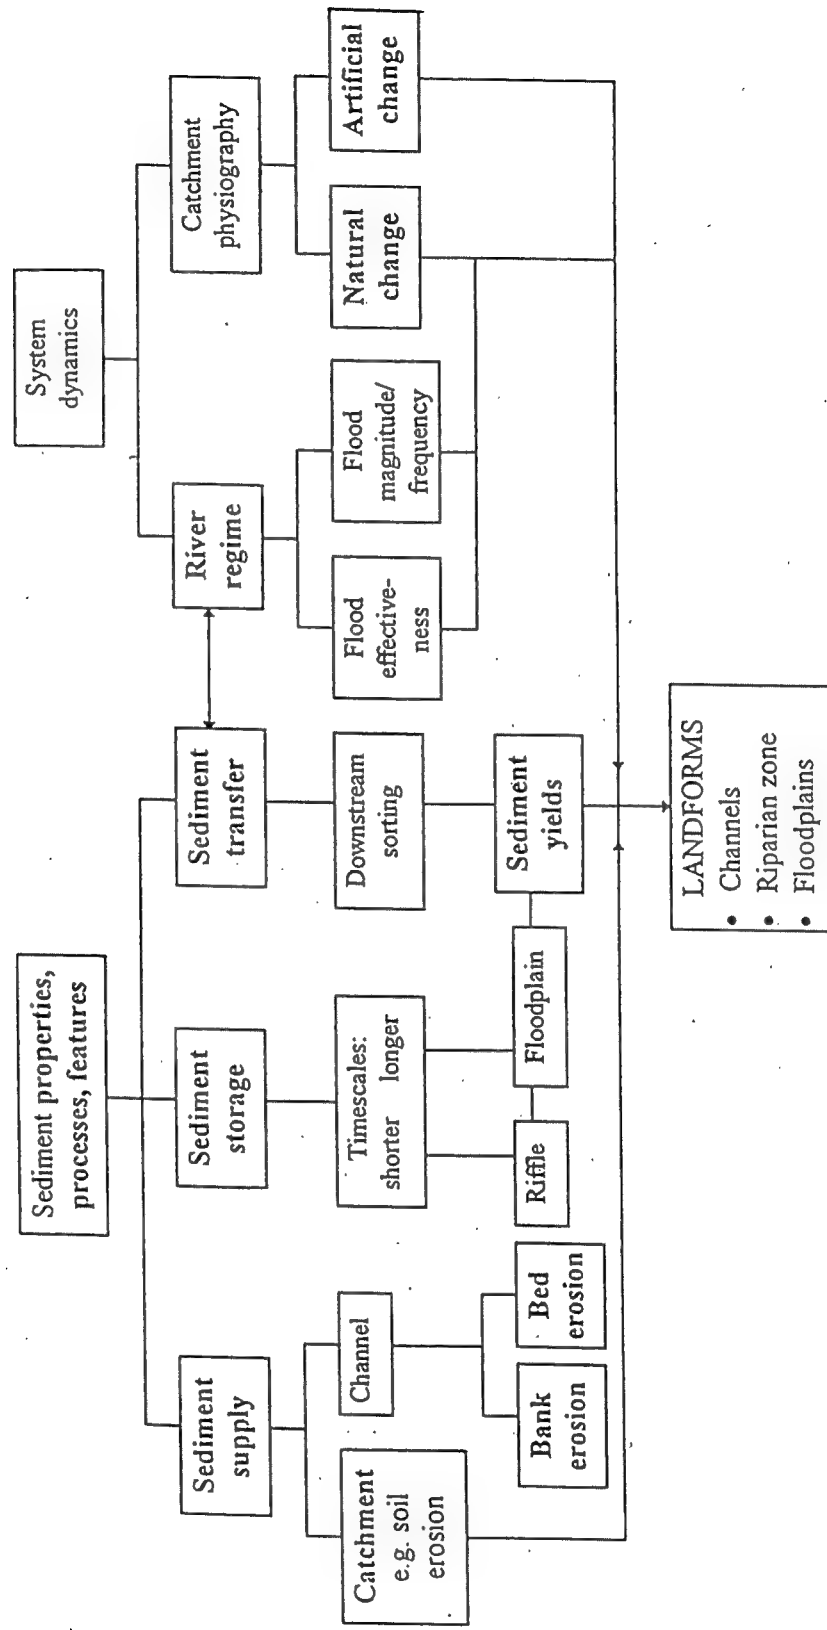 Sediment properties,
processes, features
System
dynamics
Sediment
supply
Sediment
storage
Sediment
transfer
River
regime
Catchment
physiography
Catchment
e.g. soil
erosion
Channel
Timescales:
shorter longer
Downstream
sorting
Flood
effective-
ness
Flood
magnitude/
frequency
Natural
change
Artificial
change
Bank
erosion
Bed
erosion
Riffle
Floodplain
Sediment
yields
LANDFORMS
• Channels
• Riparian zone
• Floodplains